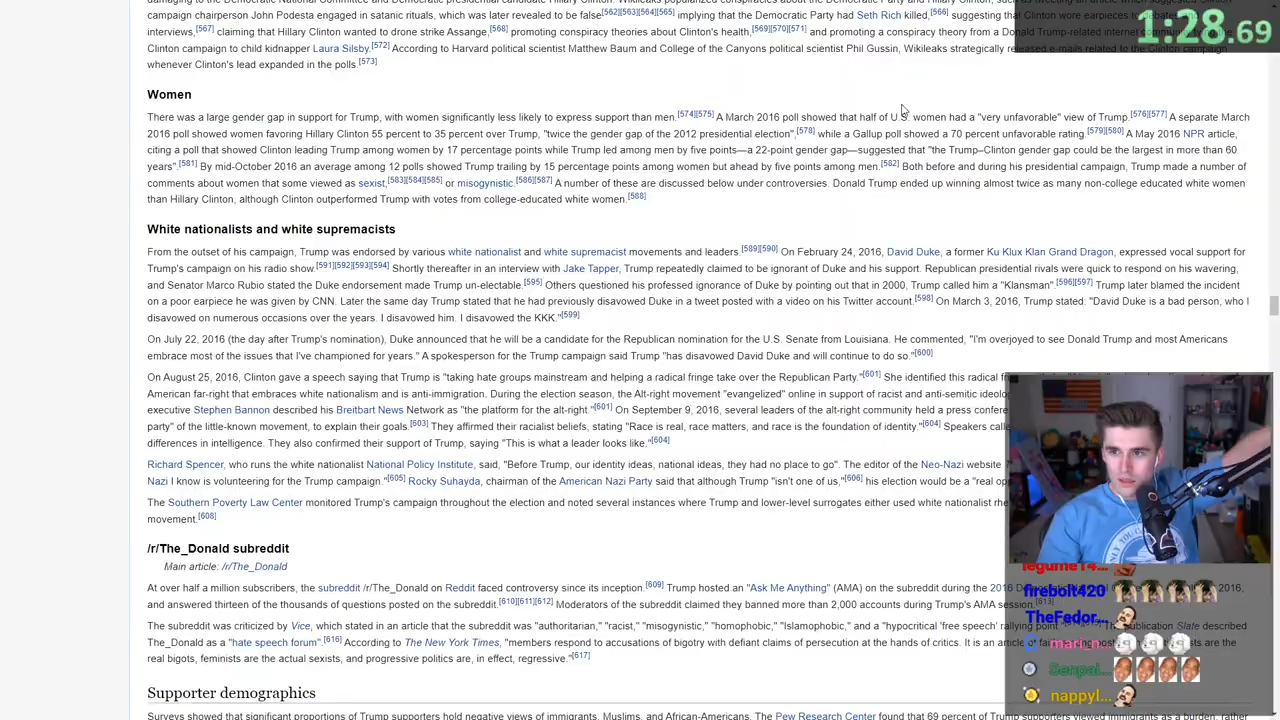 campaign chairperson John Podesta engaged in satanic rituals, which was later revealed to be false[562][563][564][565] implying that the Democratic Party had Seth Rich killed,[566] suggesting that Clinton wore earpieces to debates and
interviews,[567] claiming that Hillary Clinton wanted to drone strike Assange,[568] promoting conspiracy theories about Clinton's health,[569][570][571] and promoting a conspiracy theory from a Donald Trump-related internet community tying the
Clinton campaign to child kidnapper Laura Silsby.[572] According to Harvard political scientist Matthew Baum and College of the Canyons political scientist Phil Gussin, Wikileaks strategically released e-mails related to the Clinton campaign
whenever Clinton's lead expanded in the polls.[573]
1:28.69
Women
There was a large gender gap in support for Trump, with women significantly less likely to express support than men.[574][575] A March 2016 poll showed that half of U.S. women had a "very unfavorable" view of Trump.[576][577] A separate March
2016 poll showed women favoring Hillary Clinton 55 percent to 35 percent over Trump, "twice the gender gap of the 2012 presidential election",[578] while a Gallup poll showed a 70 percent unfavorable rating.[579][580] A May 2016 NPR article,
citing a poll that showed Clinton leading Trump among women by 17 percentage points while Trump led among men by five points—a 22-point gender gap—suggested that "the Trump–Clinton gender gap could be the largest in more than 60
years".[581] By mid-October 2016 an average among 12 polls showed Trump trailing by 15 percentage points among women but ahead by five points among men.[582] Both before and during his presidential campaign, Trump made a number of
comments about women that some viewed as sexist,[583][584][585] or misogynistic.[586][587] A number of these are discussed below under controversies. Donald Trump ended up winning almost twice as many non-college educated white women
than Hillary Clinton, although Clinton outperformed Trump with votes from college-educated white women.[588]
White nationalists and white supremacists
From the outset of his campaign, Trump was endorsed by various white nationalist and white supremacist movements and leaders.[589][590] On February 24, 2016, David Duke, a former Ku Klux Klan Grand Dragon, expressed vocal support for
Trump's campaign on his radio show.[591][592][593][594] Shortly thereafter in an interview with Jake Tapper, Trump repeatedly claimed to be ignorant of Duke and his support. Republican presidential rivals were quick to respond on his wavering,
and Senator Marco Rubio stated the Duke endorsement made Trump un-electable.[595] Others questioned his professed ignorance of Duke by pointing out that in 2000, Trump called him a "Klansman".[596][597] Trump later blamed the incident
on a poor earpiece he was given by CNN. Later the same day Trump stated that he had previously disavowed Duke in a tweet posted with a video on his Twitter account.[598] On March 3, 2016, Trump stated: "David Duke is a bad person, who I
disavowed on numerous occasions over the years. I disavowed him. I disavowed the KKK."[599]
On July 22, 2016 (the day after Trump's nomination), Duke announced that he will be a candidate for the Republican nomination for the U.S. Senate from Louisiana. He commented, "I'm overjoyed to see Donald Trump and most Americans
embrace most of the issues that I've championed for years." A spokesperson for the Trump campaign said Trump "has disavowed David Duke and will continue to do so."[600]
On August 25, 2016, Clinton gave a speech saying that Trump is "taking hate groups mainstream and helping a radical fringe take over the Republican Party."[601] She identified this radical
American far-right that embraces white nationalism and is anti-immigration. During the election season, the Alt-right movement "evangelized" online in support of racist and anti-semitic
executive Stephen Bannon described his Breitbart News Network as "the platform for the alt-right."[601] On September 9, 2016, several leaders of the alt-right community held a press
party" of the little-known movement, to explain their goals.[603] They affirmed their racialist beliefs, stating "Race is real, race matters, and race is the foundation of identity."[604] Speakers
differences in intelligence. They also confirmed their support of Trump, saying "This is what a leader looks like."[604]
Richard Spencer, who runs the white nationalist National Policy Institute, said, "Before Trump, our identity ideas, national ideas, they had no place to go". The editor of the Neo-Nazi website
Nazi I know is volunteering for the Trump campaign."[605] Rocky Suhayda, chairman of the American Nazi Party said that although Trump "isn't one of us,"[606] his election would be a "real
The Southern Poverty Law Center monitored Trump's campaign throughout the election and noted several instances where Trump and lower-level surrogates either used white nationalist
movement.[608]
/r/The_Donald subreddit
Main article: /r/The_Donald
At over half a million subscribers, the subreddit /r/The_Donald on Reddit faced controversy since its inception.[609] Trump hosted an "Ask Me Anything" (AMA) on the subreddit during the 2016, 
and answered thirteen of the thousands of questions posted on the subreddit.[610][611][612] Moderators of the subreddit claimed they banned more than 2,000 accounts during Trump's AMA session.[613]
The subreddit was criticized by Vice, which ran an article that the subreddit was "authoritarian," "racist," "misogynistic," "homophobic," "Islamophobic," and a "hypocritical 'free speech' rallying point" The publication Slate described
The_Donald as a "hate speech forum".[616] According to The New York Times, "members respond to accusations of bigotry with defiant claims of persecution at the hands of critics. It is an article of are the
real bigots, feminists are the actual sexists, and progressive politics are, in effect, regressive."[617]
firebolt420
TheFedor...
Senpai...
nappyl...
Supporter demographics
Surveys showed that significant proportions of Trump supporters hold negative views of immigrants, Muslims, and African-Americans. The Pew Research Center found that 69 percent of Trump supporters viewed immigrants as a burden, rather